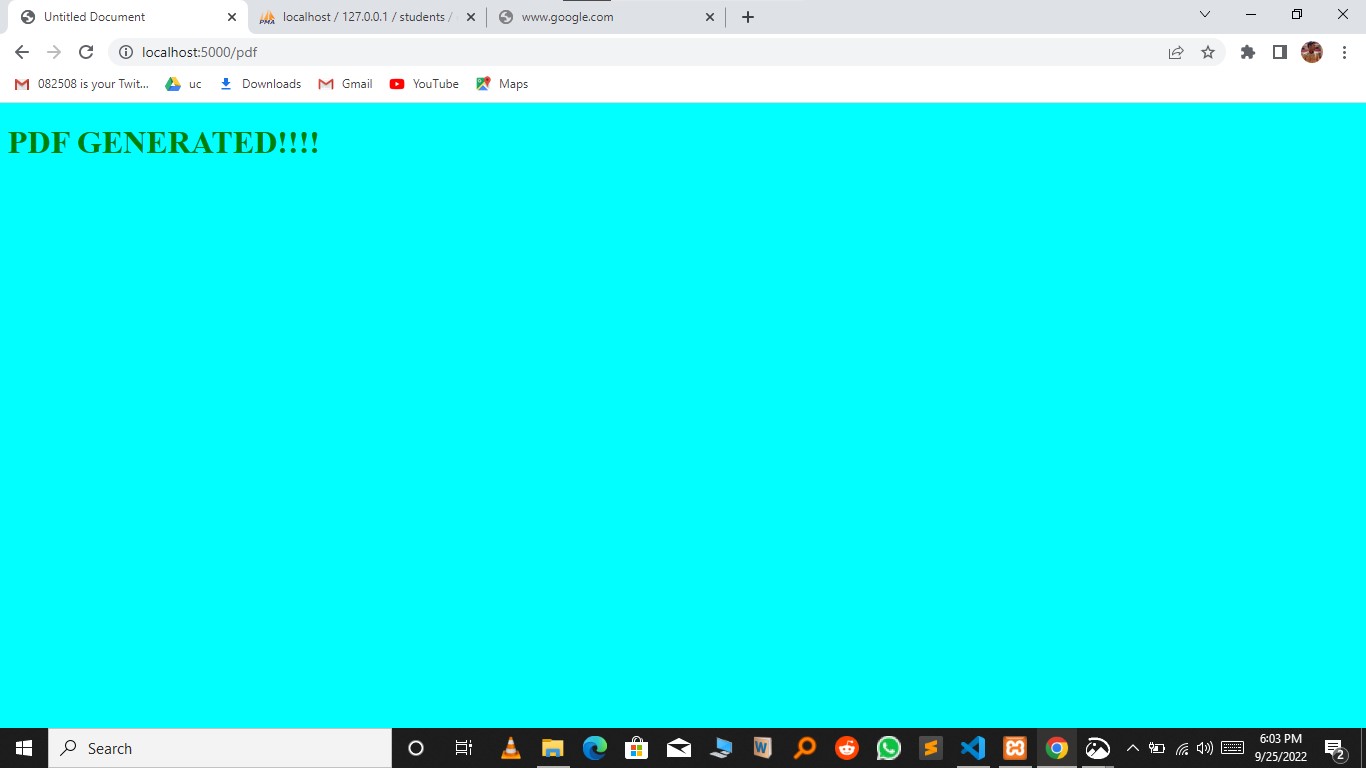 Untitled Document
localhost / 127.0.0.1 / students /
www.google.com
localhost:5000/pdf
082508 is your Twit...
uc
Downloads
Gmail
YouTube
Maps
PDF GENERATED!!!!
Search
6:03 PM
9/25/2022
2